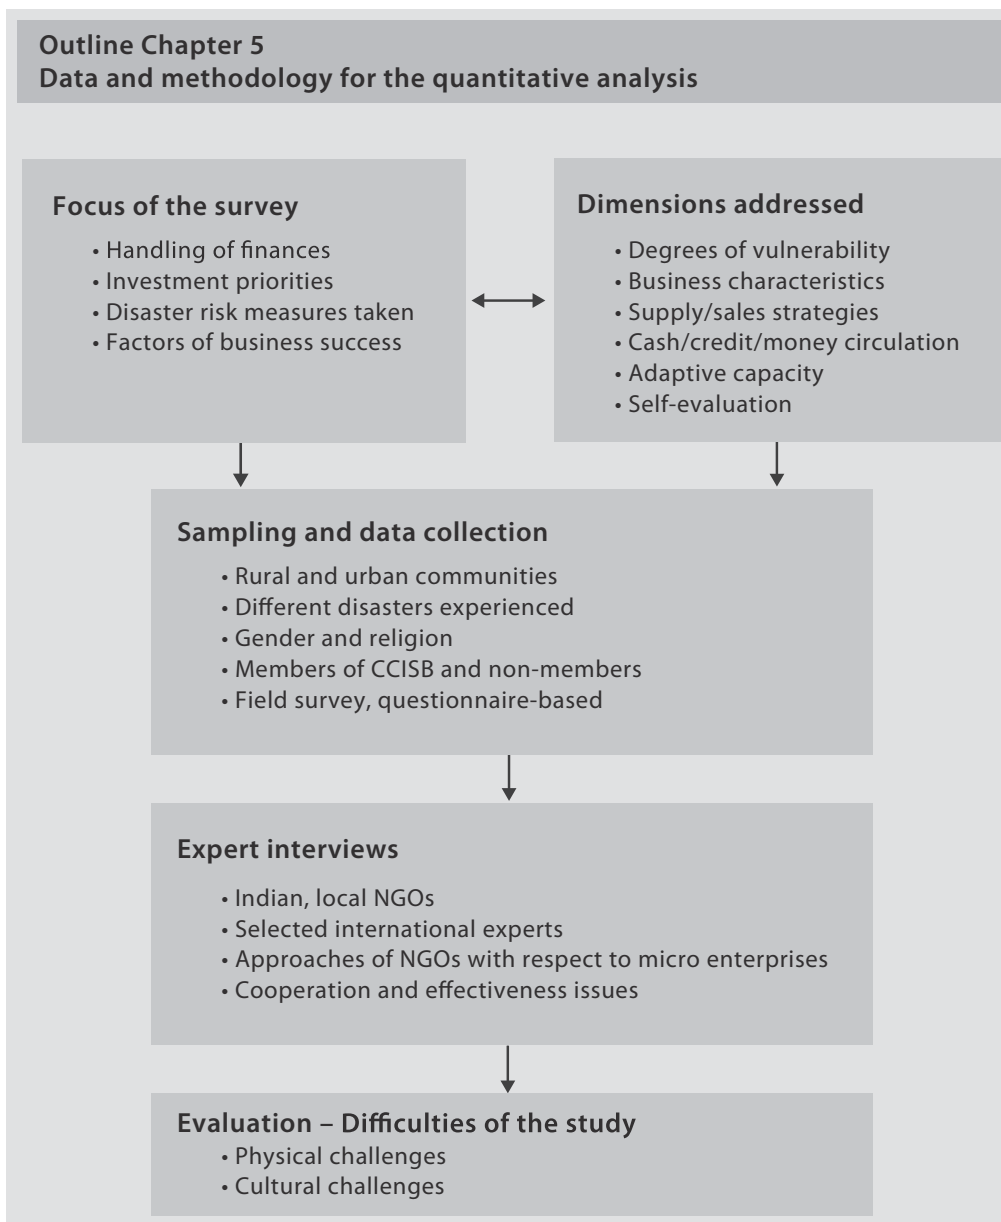 Outline Chapter 5
Data and methodology for the quantitative analysis
Focus of the survey
• Handling of finances
• Investment priorities
• Disaster risk measures taken
• Factors of business success
Dimensions addressed
• Degrees of vulnerability
• Business characteristics
• Supply/sales strategies
• Cash/credit/money circulation
• Adaptive capacity
• Self-evaluation
Sampling and data collection
• Rural and urban communities
• Different disasters experienced
• Gender and religion
• Members of CCISB and non-members
• Field survey, questionnaire-based
Expert interviews
• Indian, local NGOs
• Selected international experts
• Approaches of NGOs with respect to micro enterprises
• Cooperation and effectiveness issues
Evaluation – Difficulties of the study
• Physical challenges
• Cultural challenges